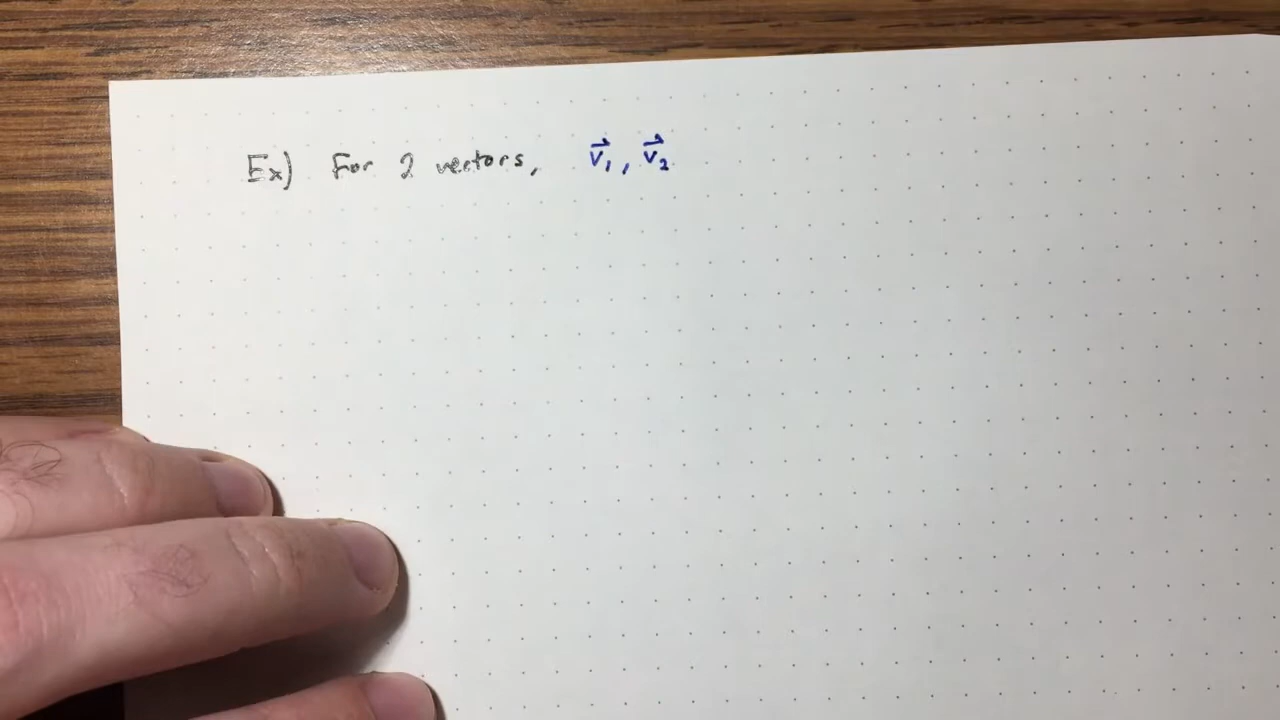 Ex) For 2 vectors, v⃗₁, v⃗₂